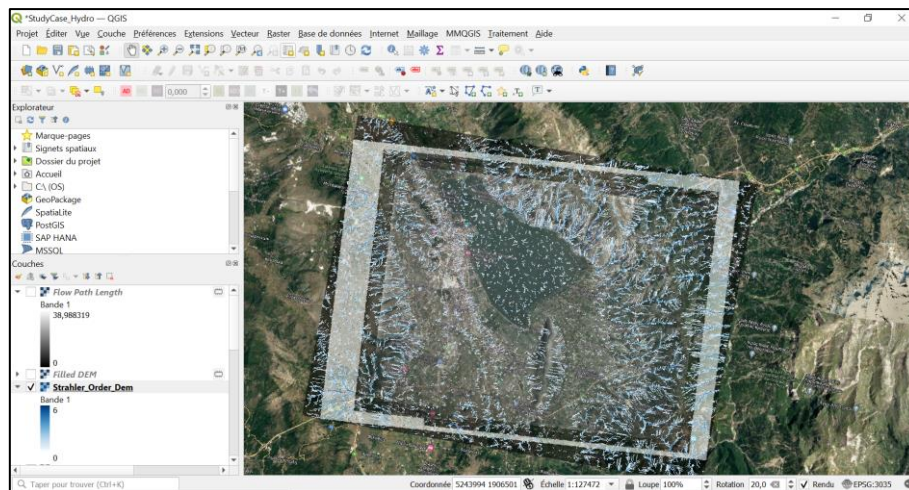 *StudyCase_Hydro — QGIS
Projet Éditer Vue Couche Préférences Extensions Vecteur Raster Base de données Internet Maillage MMQGIS Traitement Aide
0,000
Explorateur
Marque-pages
Signets spatiaux
Dossier du projet
Accueil
C:\ (OS)
GeoPackage
SpatiaLite
PostGIS
SAP HANA
MSSQL
Couches
Flow Path Length
Bande 1
38,988319
0
Filled DEM
Strahler_Order_Dem
Bande 1
6
0
Taper pour trouver (Ctrl+K)
Coordonnée 5243994 1906501 Échelle 1:127472 Loupe 100% Rotation 20,0 Rendu EPSG:3035